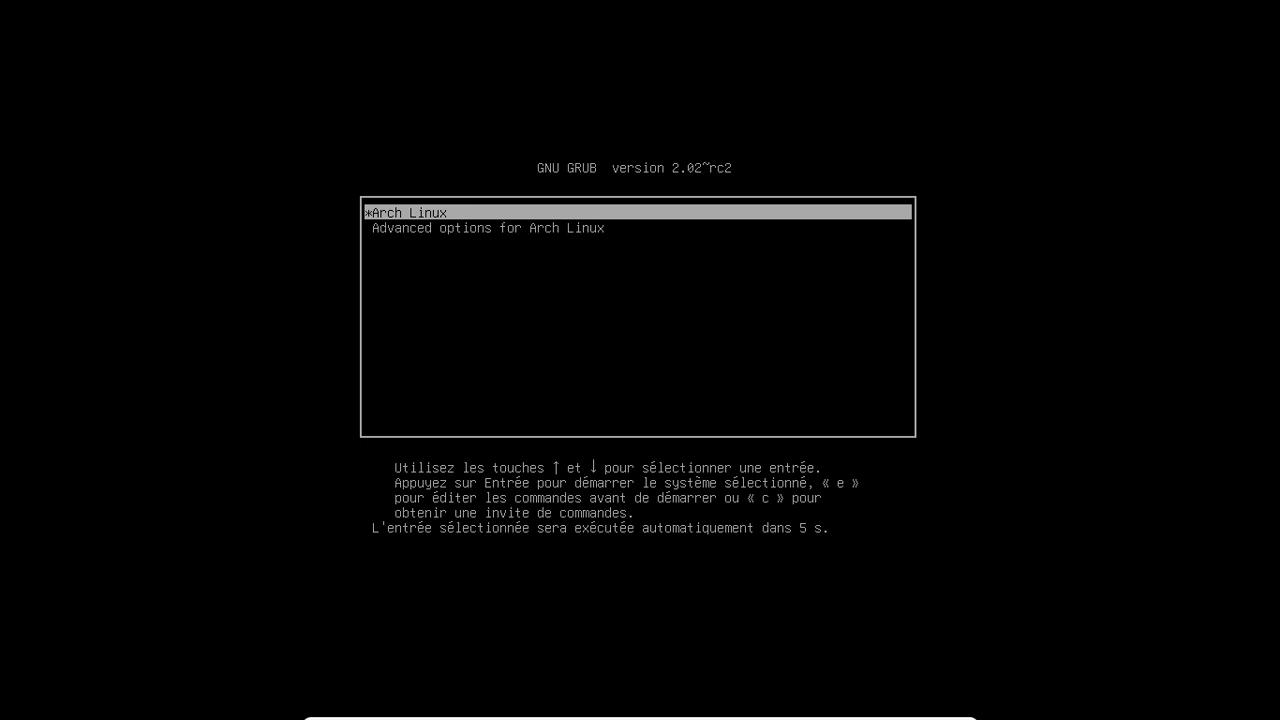 GNU GRUB  version 2.02~rc2
*Arch Linux
Advanced options for Arch Linux
Utilisez les touches ↑ et ↓ pour sélectionner une entrée.
Appuyez sur Entrée pour démarrer le système sélectionné, « e »
pour éditer les commandes avant de démarrer ou « c » pour
obtenir une invite de commandes.
L'entrée sélectionnée sera exécutée automatiquement dans 5 s.